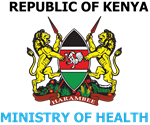 REPUBLIC OF KENYA
HARAMBEE
MINISTRY OF HEALTH